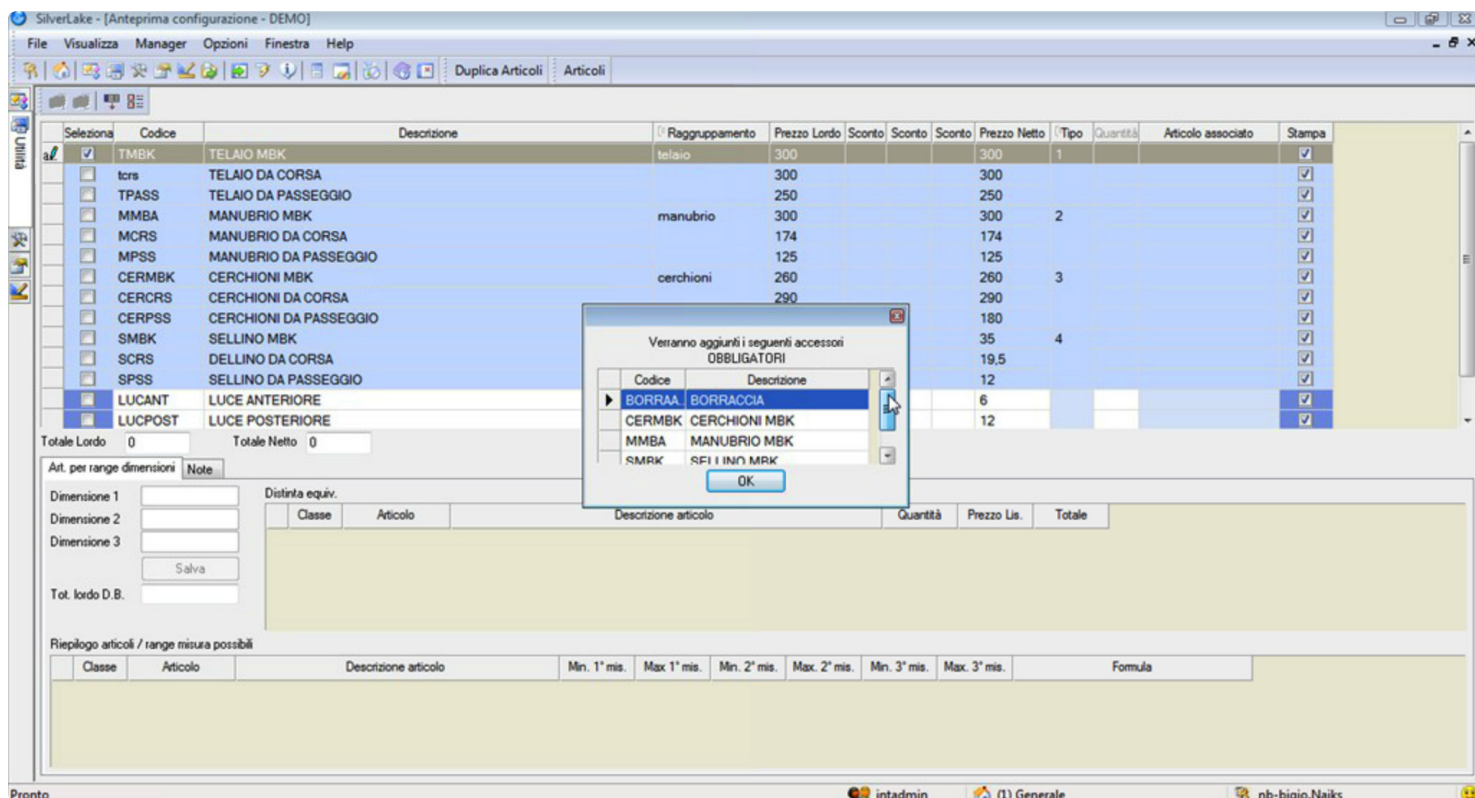 SilverLake - [Anteprima configurazione - DEMO]
File Visualizza Manager Opzioni Finestra Help
Duplica Articoli Articoli
Utilità
Seleziona Codice Descrizione Raggruppamento Prezzo Lordo Sconto Sconto Sconto Prezzo Netto Tipo Quantità Articolo associato Stampa
TMBK TELAIO MBK telaio 300 300 1
tcrs TELAIO DA CORSA 300 300
TPASS TELAIO DA PASSEGGIO 250 250
MMBA MANUBRIO MBK manubrio 300 300 2
MCRS MANUBRIO DA CORSA 174 174
MPSS MANUBRIO DA PASSEGGIO 125 125
CERMBK CERCHIONI MBK cerchioni 260 260 3
CERCRS CERCHIONI DA CORSA 290 290
CERPSS CERCHIONI DA PASSEGGIO 180
SMBK SELLINO MBK 35 4
SCRS DELLINO DA CORSA 19,5
SPSS SELLINO DA PASSEGGIO 12
LUCANT LUCE ANTERIORE 6
LUCPOST LUCE POSTERIORE 12
Verranno aggiunti i seguenti accessori
OBBLIGATORI
Codice Descrizione
BORRAA.. BORRACCIA
CERMBK CERCHIONI MBK
MMBA MANUBRIO MBK
SMBK SELLINO MBK
OK
Totale Lordo 0 Totale Netto 0
Art. per range dimensioni Note
Dimensione 1
Dimensione 2
Dimensione 3
Salva
Tot. lordo D.B.
Distinta equiv.
Classe Articolo Descrizione articolo Quantità Prezzo Lis. Totale
Riepilogo articoli / range misura possibili
Classe Articolo Descrizione articolo Min. 1° mis. Max 1° mis. Min. 2° mis. Max. 2° mis. Min. 3° mis. Max. 3° mis. Formula
Pronto intadmin (1) Generale nb-bigio.Naiks